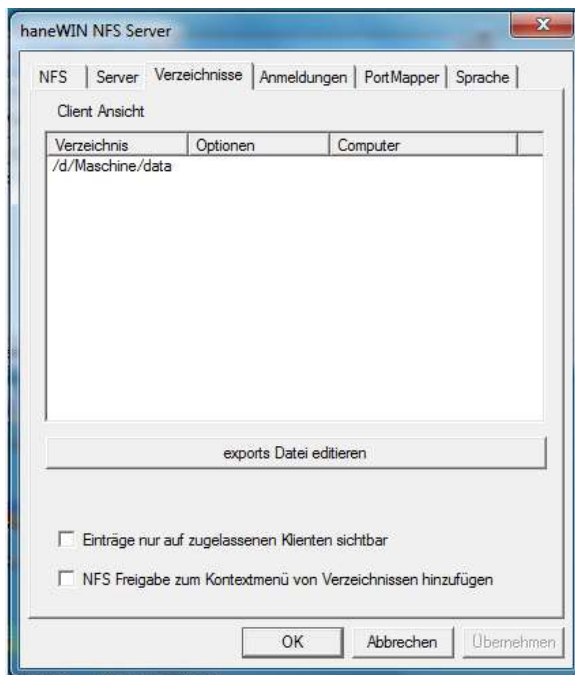 haneWIN NFS Server
NFS Server Verzeichnisse Anmeldungen PortMapper Sprache
Client Ansicht
Verzeichnis Optionen Computer
/d/Maschine/data
exports Datei editieren
Einträge nur auf zugelassenen Klienten sichtbar
NFS Freigabe zum Kontextmenü von Verzeichnissen hinzufügen
OK Abbrechen Übernehmen